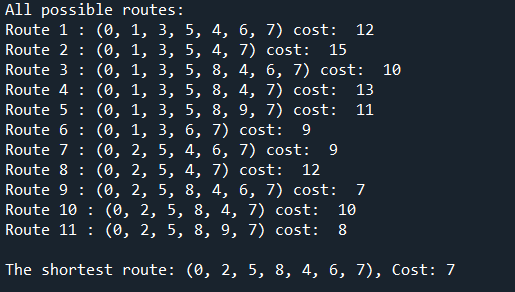 All possible routes:
Route 1 : (0, 1, 3, 5, 4, 6, 7) cost:  12
Route 2 : (0, 1, 3, 5, 4, 7) cost:  15
Route 3 : (0, 1, 3, 5, 8, 4, 6, 7) cost:  10
Route 4 : (0, 1, 3, 5, 8, 4, 7) cost:  13
Route 5 : (0, 1, 3, 5, 8, 9, 7) cost:  11
Route 6 : (0, 1, 3, 6, 7) cost:  9
Route 7 : (0, 2, 5, 4, 6, 7) cost:  9
Route 8 : (0, 2, 5, 4, 7) cost:  12
Route 9 : (0, 2, 5, 8, 4, 6, 7) cost:  7
Route 10 : (0, 2, 5, 8, 4, 7) cost:  10
Route 11 : (0, 2, 5, 8, 9, 7) cost:  8
The shortest route: (0, 2, 5, 8, 4, 6, 7), Cost: 7